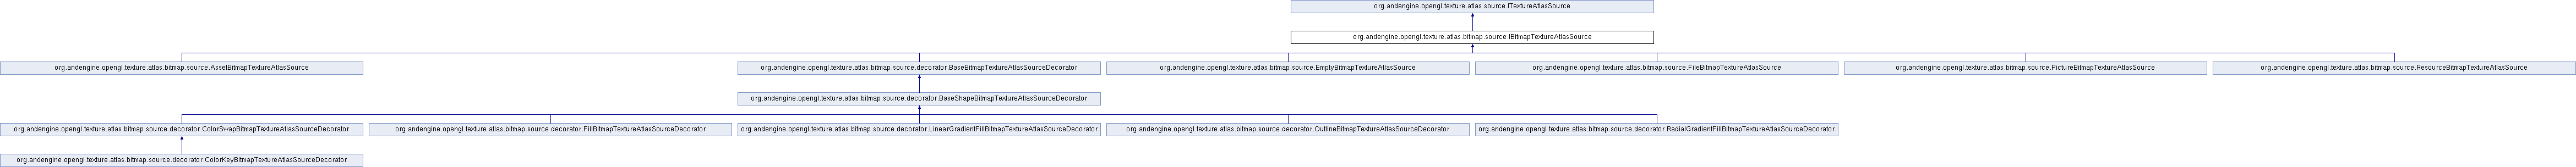 org.andengine.opengl.texture.atlas.source.ITextureAtlasSource
org.andengine.opengl.texture.atlas.bitmap.source.IBitmapTextureAtlasSource
org.andengine.opengl.texture.atlas.bitmap.source.AssetBitmapTextureAtlasSource
org.andengine.opengl.texture.atlas.bitmap.source.decorator.BaseBitmapTextureAtlasSourceDecorator
org.andengine.opengl.texture.atlas.bitmap.source.EmptyBitmapTextureAtlasSource
org.andengine.opengl.texture.atlas.bitmap.source.FileBitmapTextureAtlasSource
org.andengine.opengl.texture.atlas.bitmap.source.PictureBitmapTextureAtlasSource
org.andengine.opengl.texture.atlas.bitmap.source.ResourceBitmapTextureAtlasSource
org.andengine.opengl.texture.atlas.bitmap.source.decorator.BaseShapeBitmapTextureAtlasSourceDecorator
org.andengine.opengl.texture.atlas.bitmap.source.decorator.ColorSwapBitmapTextureAtlasSourceDecorator
org.andengine.opengl.texture.atlas.bitmap.source.decorator.FillBitmapTextureAtlasSourceDecorator
org.andengine.opengl.texture.atlas.bitmap.source.decorator.LinearGradientFillBitmapTextureAtlasSourceDecorator
org.andengine.opengl.texture.atlas.bitmap.source.decorator.OutlineBitmapTextureAtlasSourceDecorator
org.andengine.opengl.texture.atlas.bitmap.source.decorator.RadialGradientFillBitmapTextureAtlasSourceDecorator
org.andengine.opengl.texture.atlas.bitmap.source.decorator.ColorKeyBitmapTextureAtlasSourceDecorator